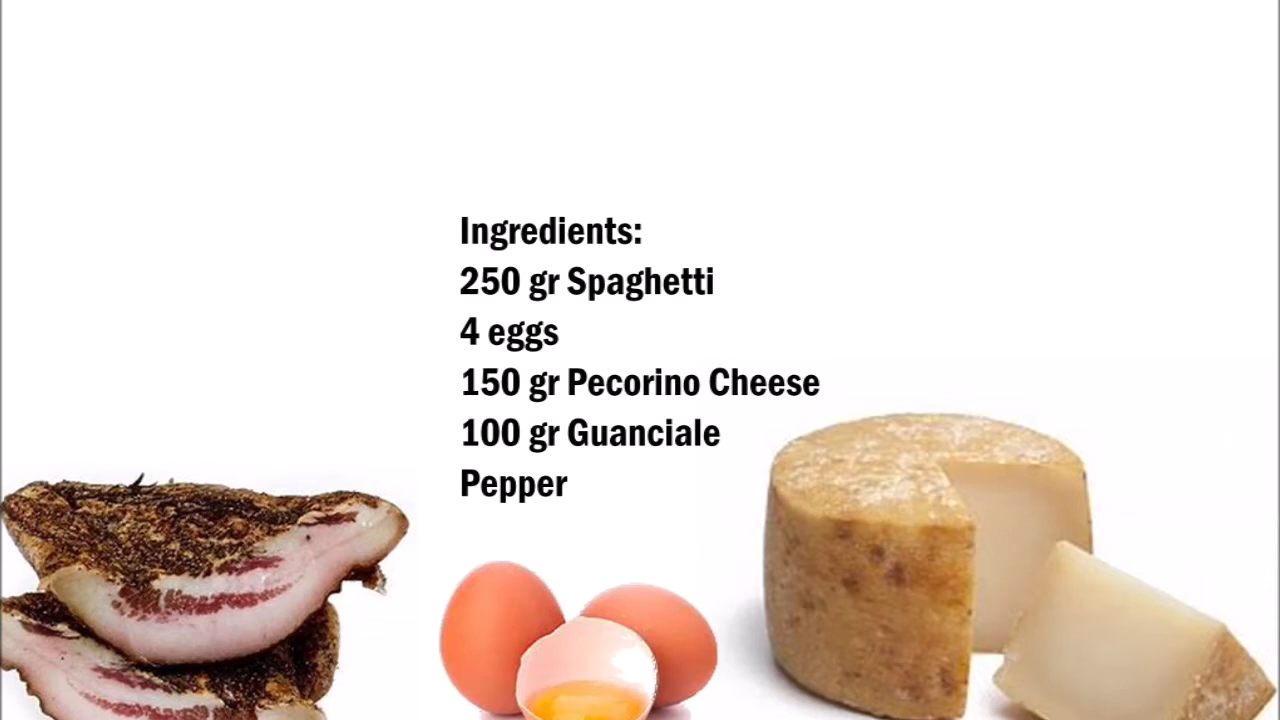 Ingredients:
250 gr Spaghetti
4 eggs
150 gr Pecorino Cheese
100 gr Guanciale
Pepper